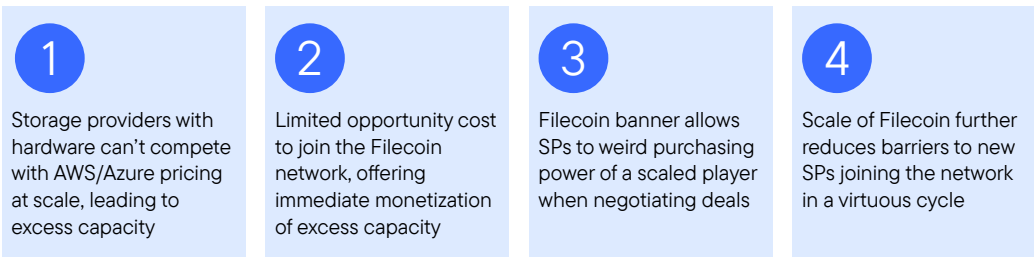 1
Storage providers with
hardware can't compete
with AWS/Azure pricing
at scale, leading to
excess capacity
2
Limited opportunity cost
to join the Filecoin
network, offering
immediate monetization
of excess capacity
3
Filecoin banner allows
SPs to weird purchasing
power of a scaled player
when negotiating deals
4
Scale of Filecoin further
reduces barriers to new
SPs joining the network
in a virtuous cycle